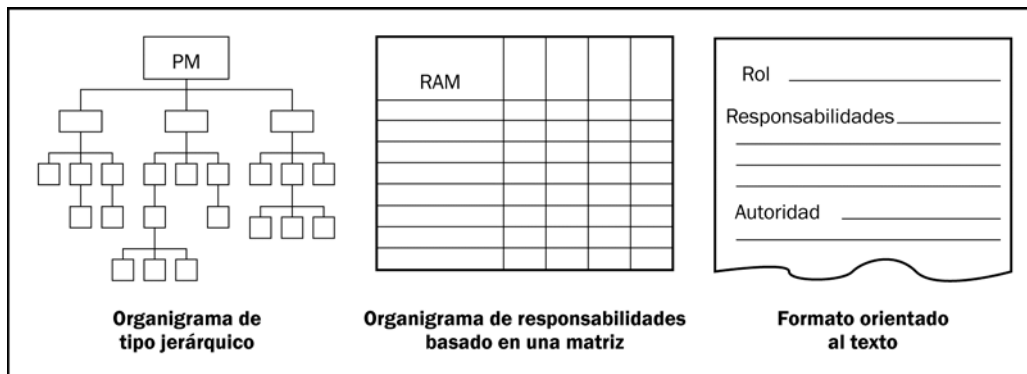 PM
RAM
Rol
Responsabilidades
Autoridad
Organigrama de
tipo jerárquico
Organigrama de responsabilidades
basado en una matriz
Formato orientado
al texto